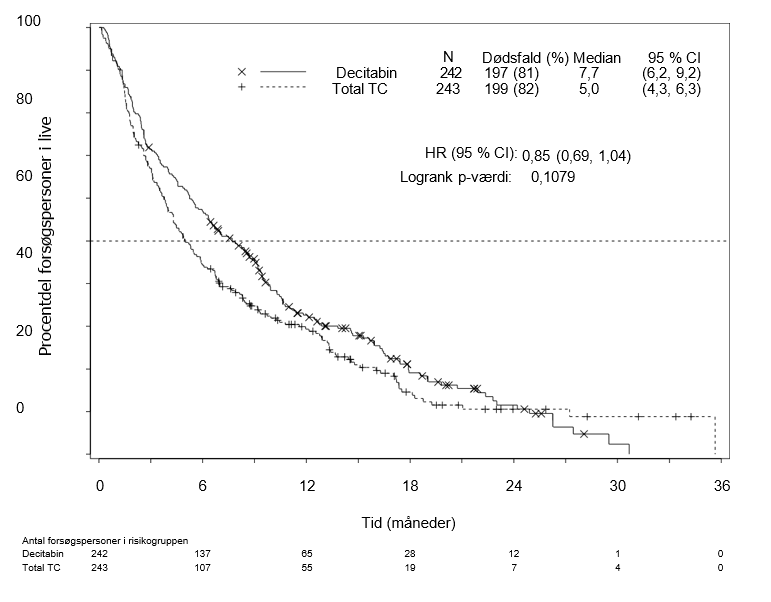 100
80
60
40
20
0
Procentdel forsøgspersoner i live
N Dødsfald (%) Median 95 % CI
Decitabin 242 197 (81) 7,7 (6,2, 9,2)
Total TC 243 199 (82) 5,0 (4,3, 6,3)
HR (95 % CI): 0,85 (0,69, 1,04)
Logrank p-værdi: 0,1079
0 6 12 18 24 30 36
Tid (måneder)
Antal forsøgspersoner i risikogruppen
Decitabin 242 137 65 28 12 1 0
Total TC 243 107 55 19 7 4 0